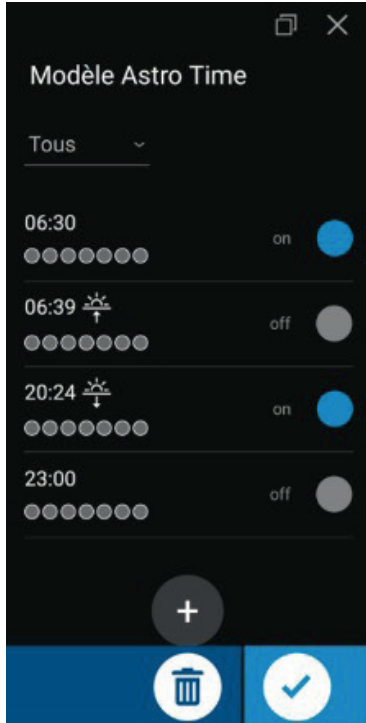 Modèle Astro Time
Tous
06:30
on
06:39
off
20:24
on
23:00
off